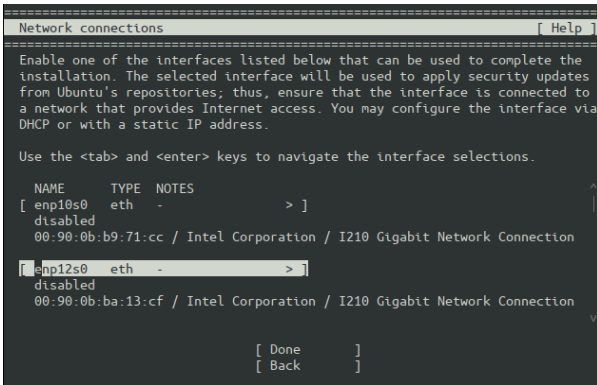 Network connections [ Help ]
Enable one of the interfaces listed below that can be used to complete the
installation. The selected interface will be used to apply security updates
from Ubuntu's repositories; thus, ensure that the interface is connected to
a network that provides Internet access. You may configure the interface via
DHCP or with a static IP address.
Use the <tab> and <enter> keys to navigate the interface selections.
NAME TYPE NOTES
[ enp10s0 eth - > ]
disabled
00:90:0b:b9:71:cc / Intel Corporation / I210 Gigabit Network Connection
[ enp12s0 eth - > ]
disabled
00:90:0b:ba:13:cf / Intel Corporation / I210 Gigabit Network Connection
[ Done ]
[ Back ]